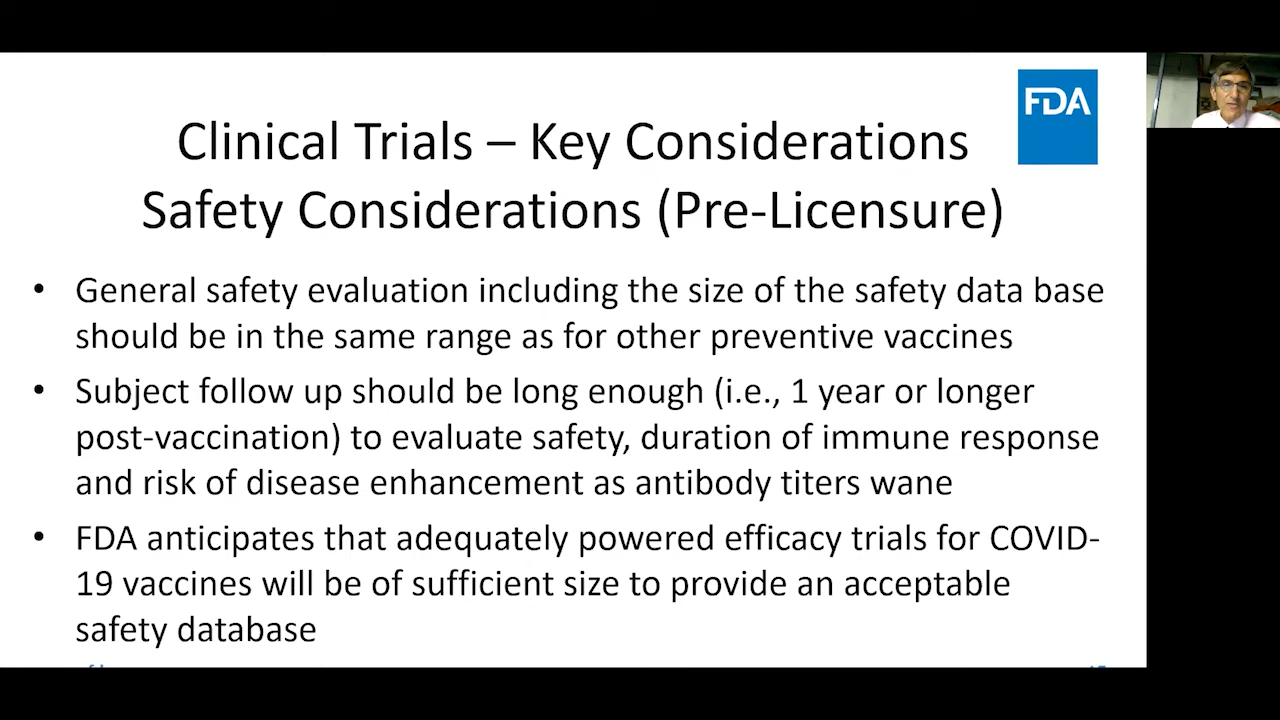 FDA
Clinical Trials – Key Considerations
Safety Considerations (Pre-Licensure)
• General safety evaluation including the size of the safety data base
should be in the same range as for other preventive vaccines
• Subject follow up should be long enough (i.e., 1 year or longer
post-vaccination) to evaluate safety, duration of immune response
and risk of disease enhancement as antibody titers wane
• FDA anticipates that adequately powered efficacy trials for COVID-
19 vaccines will be of sufficient size to provide an acceptable
safety database